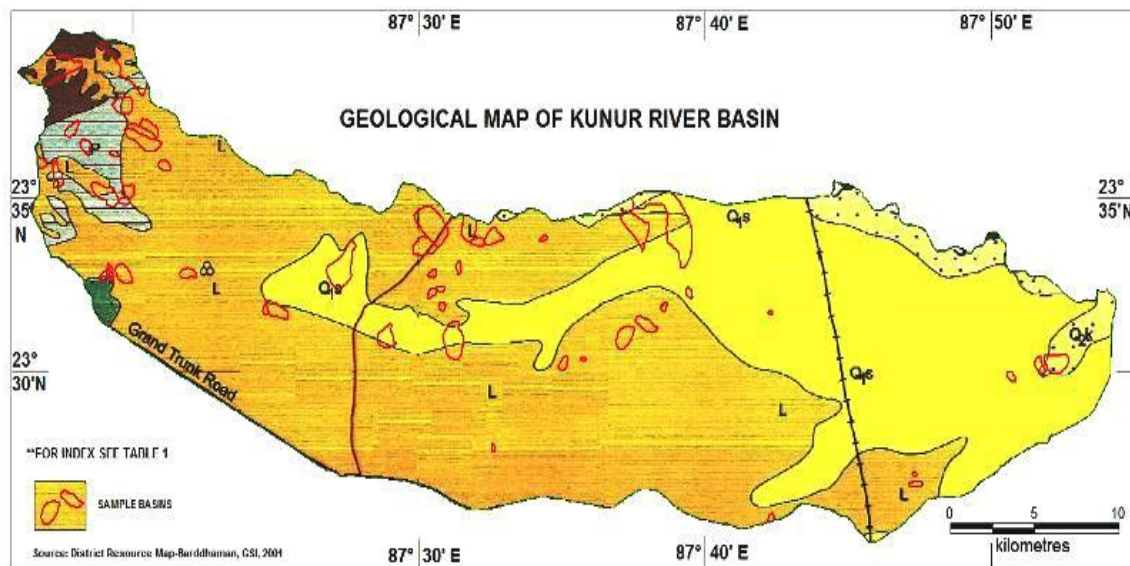 87° 30' E
87° 40' E
87° 50' E
GEOLOGICAL MAP OF KUNUR RIVER BASIN
L
P
L
L
23°
35'
N
23°
35'N
L
Q₁s
Q₁s
L
Grand Trunk Road
23°
30'N
L
Q₁s
L
Q₂k
L
**FOR INDEX SEE TABLE 1
SAMPLE BASINS
Source: District Resource Map-Barddhaman, GSI, 2001
0 5 10
kilometres
87° 30' E
87° 40' E